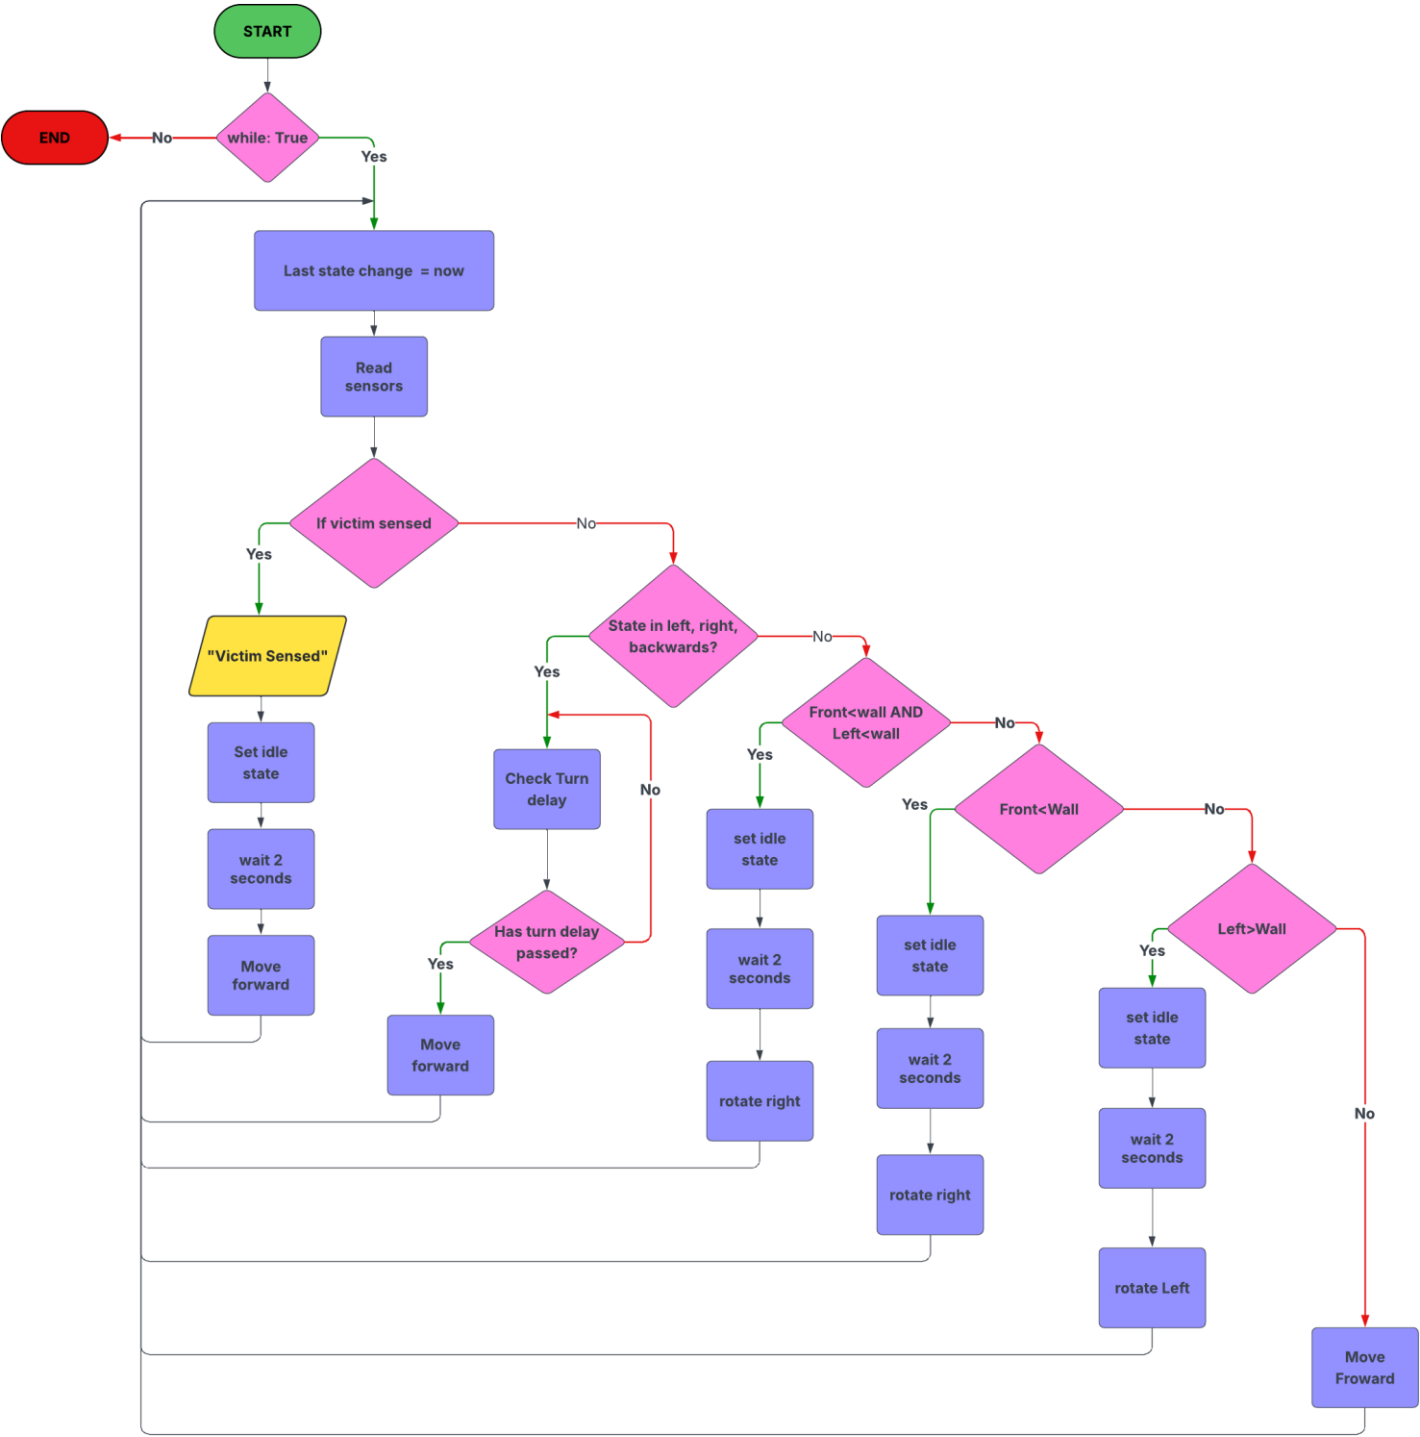 START
while: True
No
END
Yes
Last state change = now
Read
sensors
If victim sensed
No
Yes
"Victim Sensed"
Set idle
state
wait 2
seconds
Move
forward
State in left, right,
backwards?
No
Yes
Check Turn
delay
No
Has turn delay
passed?
Yes
Move
forward
Front<wall AND
Left<wall
No
Yes
set idle
state
wait 2
seconds
rotate right
Front<Wall
No
Yes
set idle
state
wait 2
seconds
rotate right
Left>Wall
Yes
set idle
state
wait 2
seconds
rotate Left
No
Move
Froward